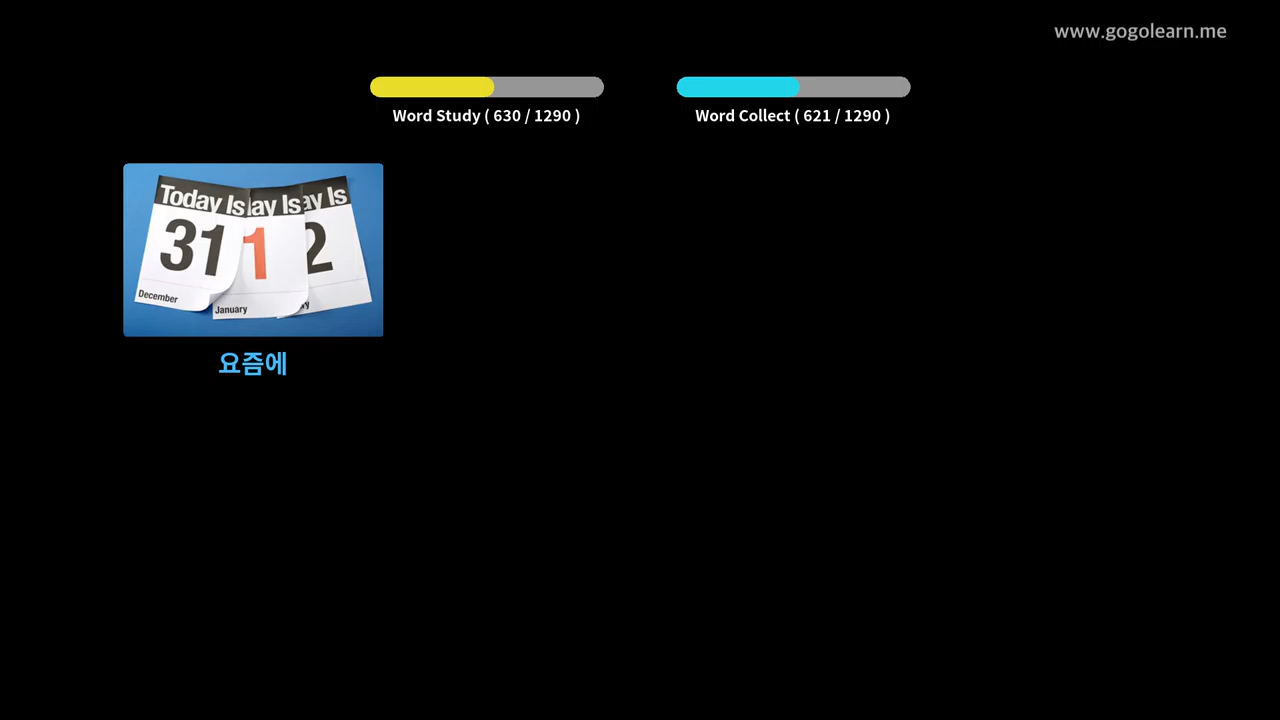 www.gogolearn.me
Word Study ( 630 / 1290 )
Word Collect ( 621 / 1290 )
Today Is
ay Is
ay Is
31
1
2
December
January
요즘에